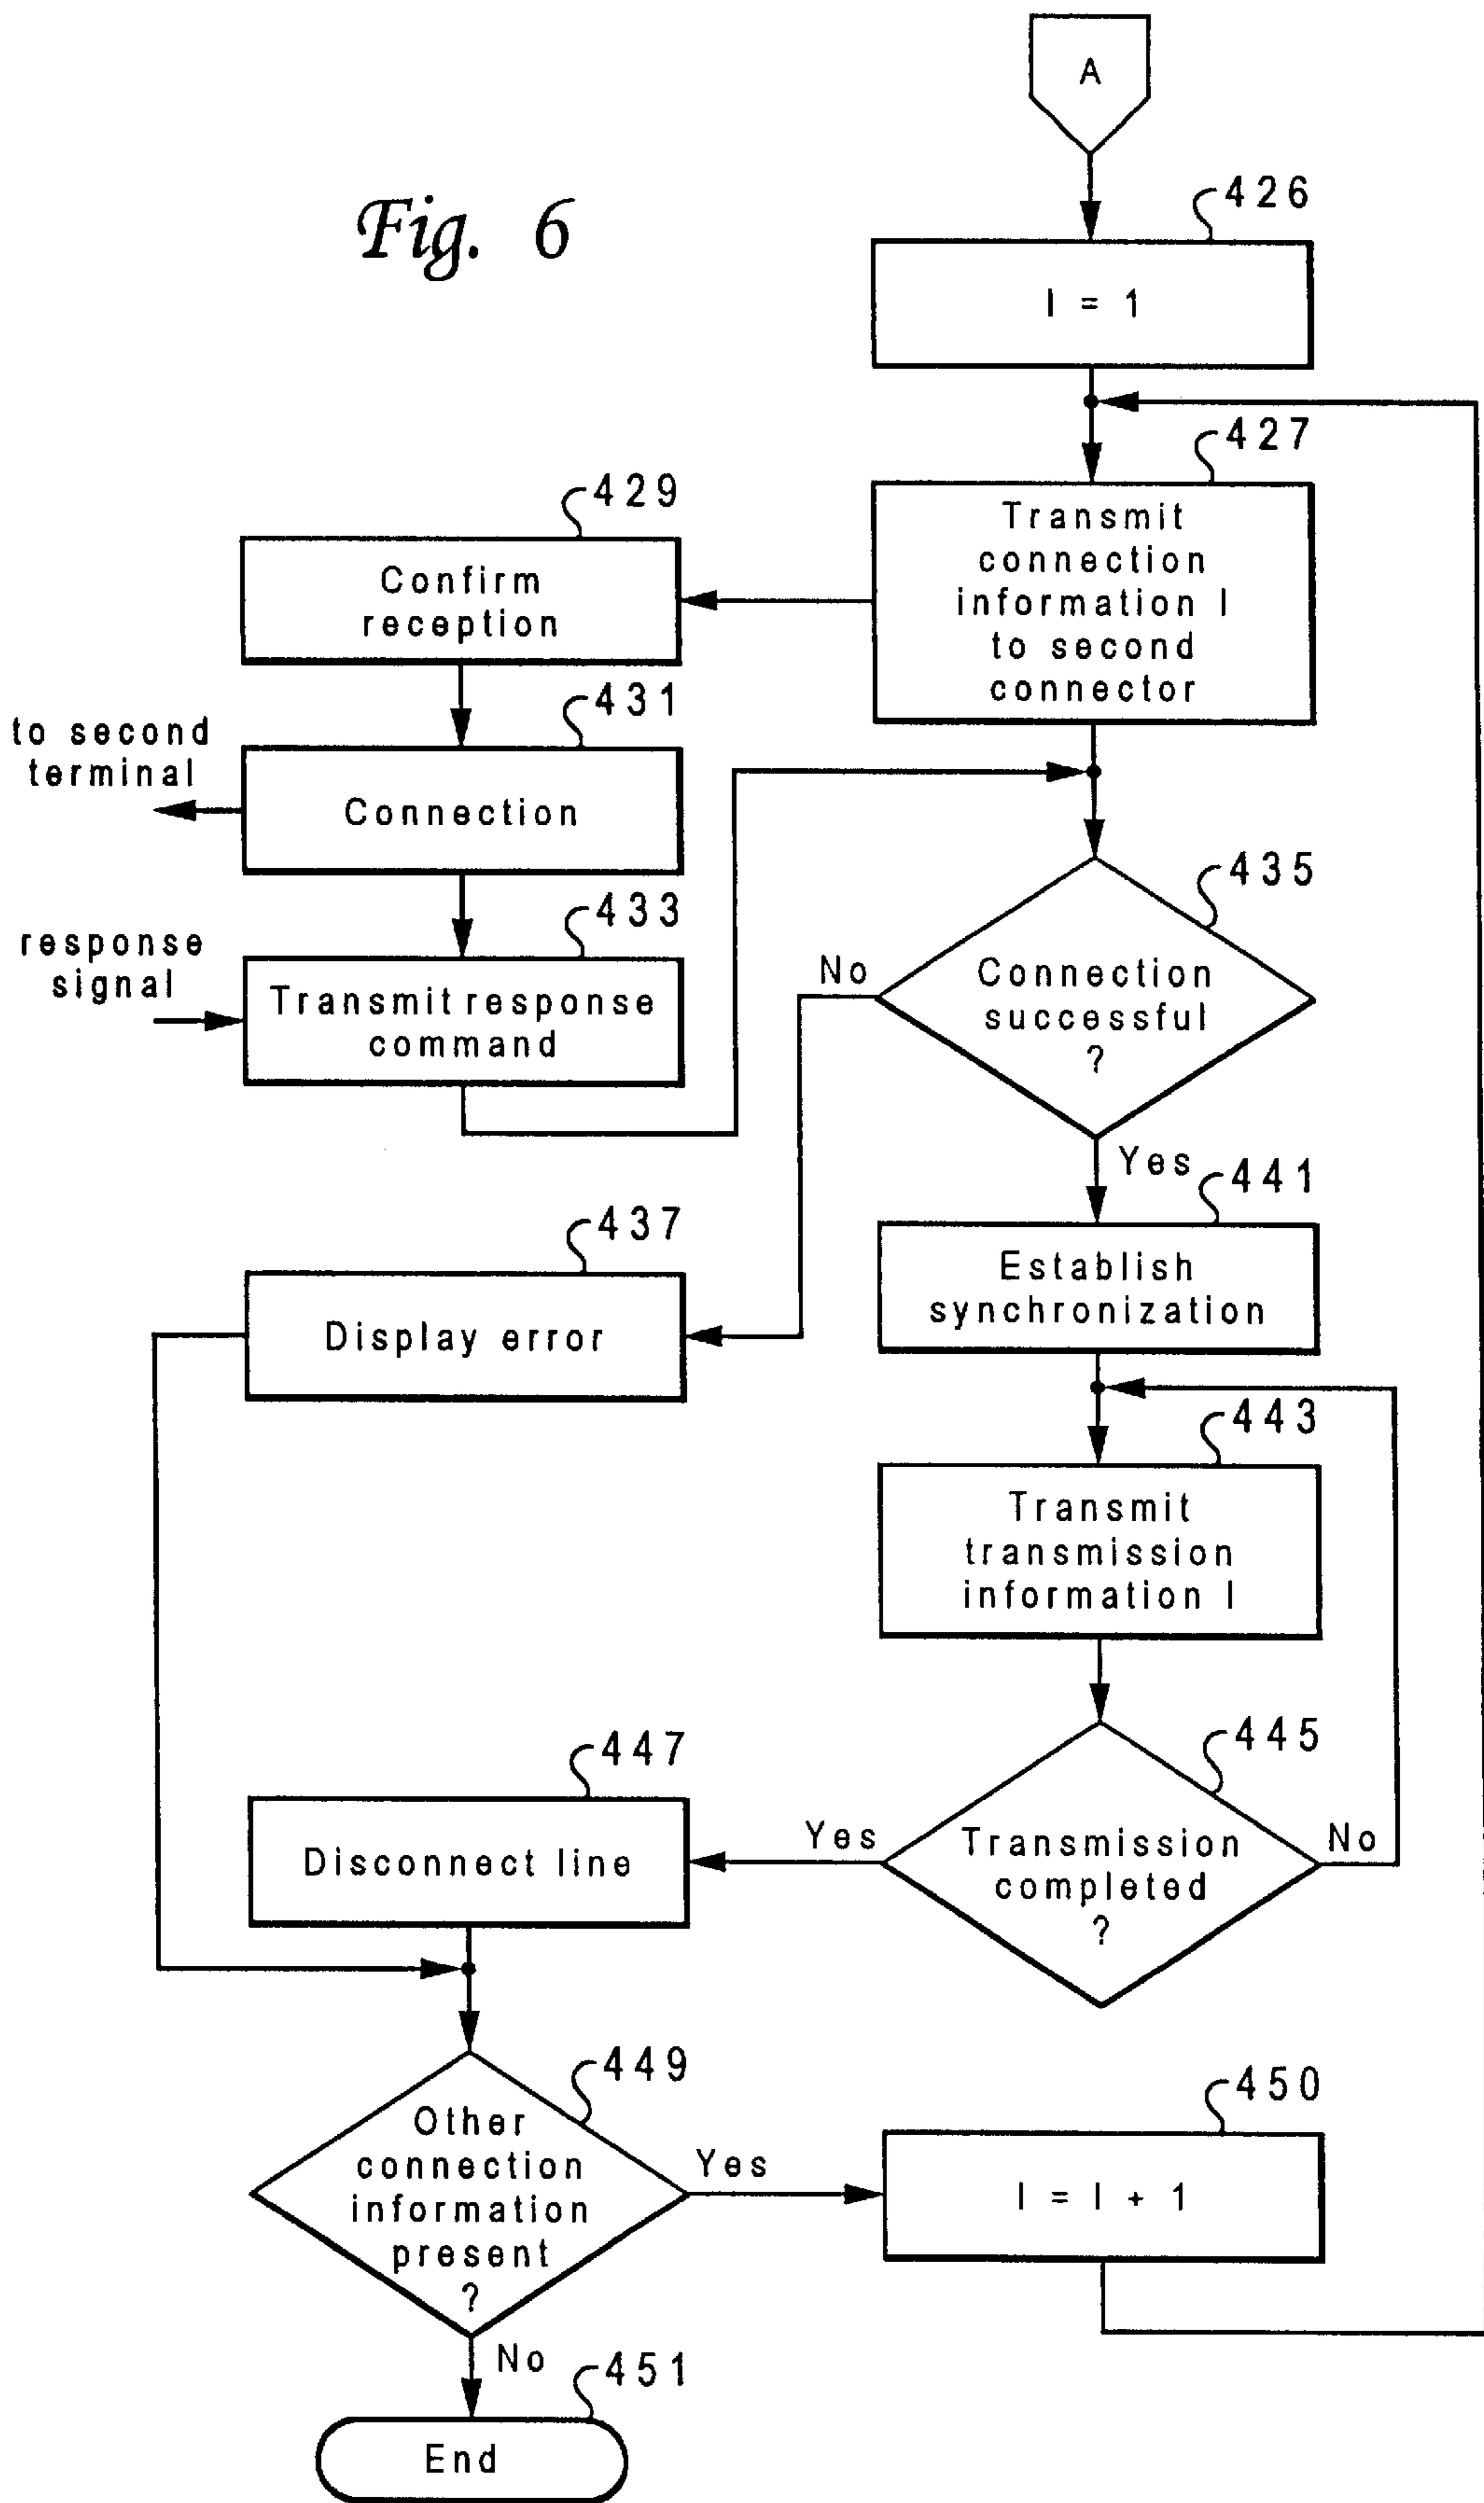 A
Fig. 6
426
I = 1
427
Transmit
connection
information I
to second
connector
429
Confirm
reception
431
to second
terminal
Connection
433
response
signal
Transmit response
command
435
No
Connection
successful
?
Yes
441
Establish
synchronization
437
Display error
443
Transmit
transmission
information I
445
Transmission
completed
?
Yes
No
447
Disconnect line
449
Other
connection
information
present
?
Yes
450
I = I + 1
No
451
End